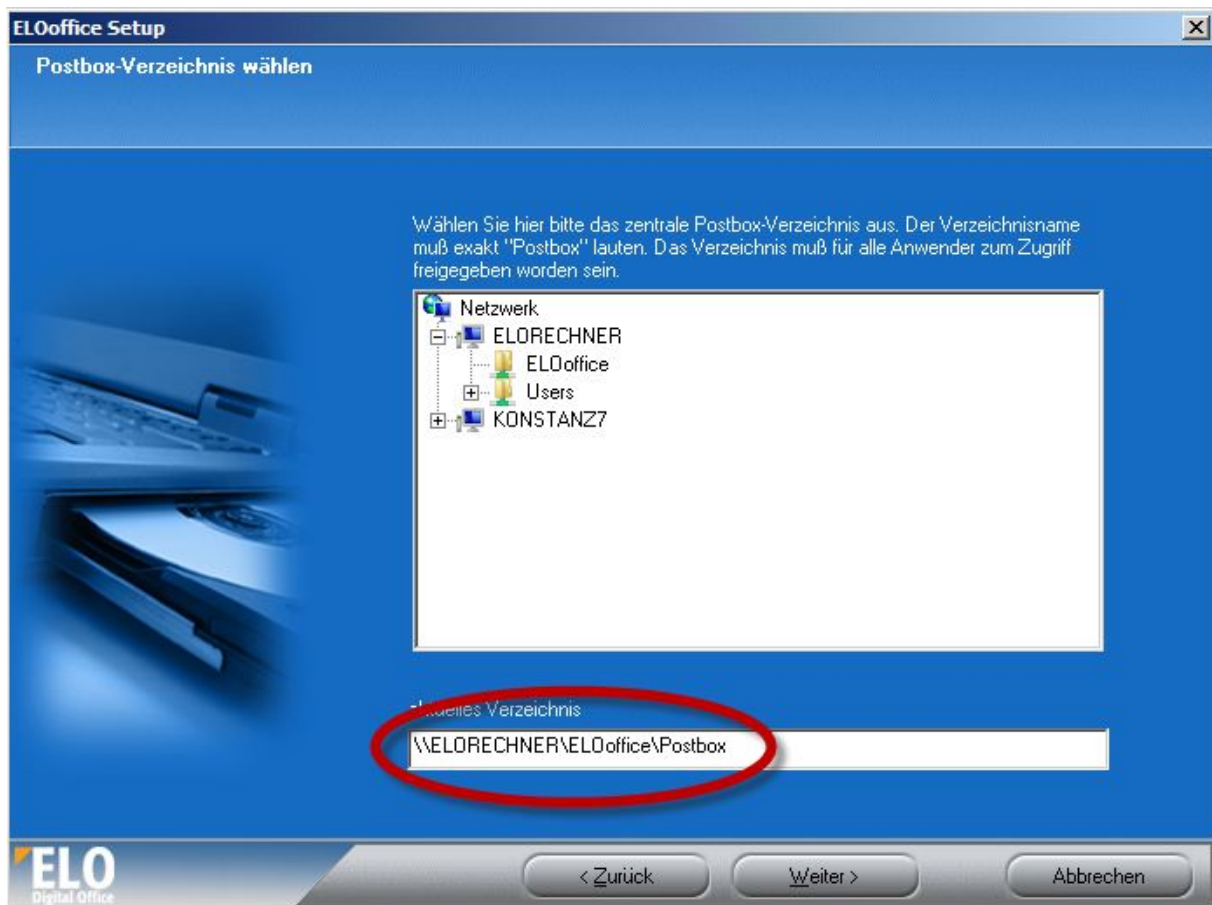 ELOoffice Setup
Postbox-Verzeichnis wählen
Wählen Sie hier bitte das zentrale Postbox-Verzeichnis aus. Der Verzeichnisname
muß exakt "Postbox" lauten. Das Verzeichnis muß für alle Anwender zum Zugriff
freigegeben worden sein.
Netzwerk
ELORECHNER
ELOoffice
Users
KONSTANZ7
aktuelles Verzeichnis
\\ELORECHNER\ELOoffice\Postbox
ELO
Digital Office
< Zurück
Weiter >
Abbrechen